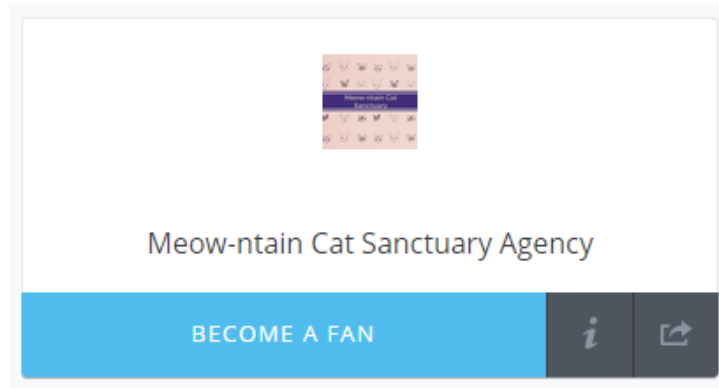 Meow-ntain Cat
Sanctuary
Meow-ntain Cat Sanctuary Agency
BECOME A FAN
i